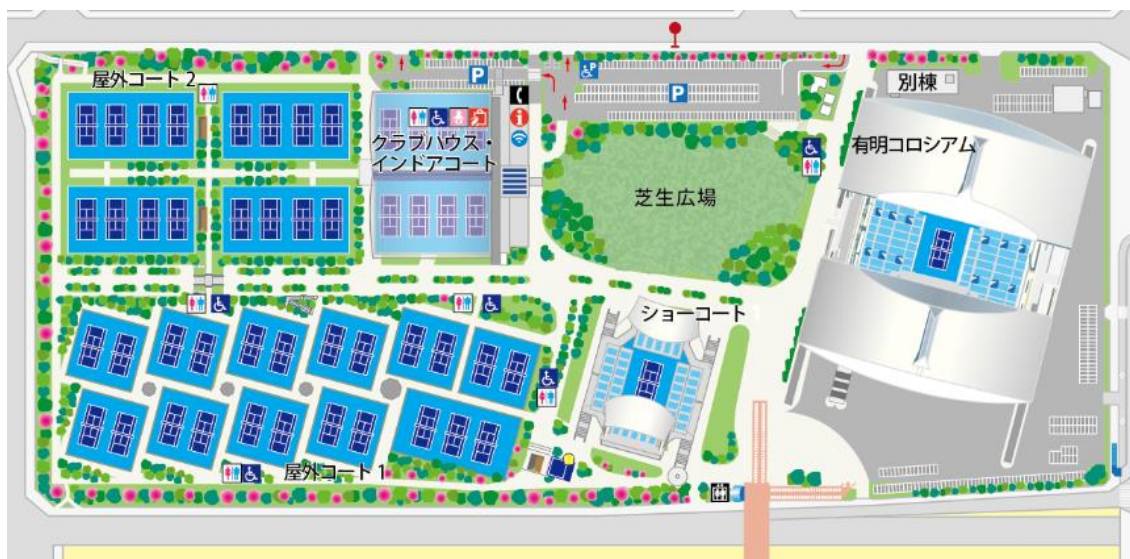 屋外コート 2
P
P
P
別棟
i
クラブハウス・
インドアコート
有明コロシアム
芝生広場
ショーコート
屋外コート 1